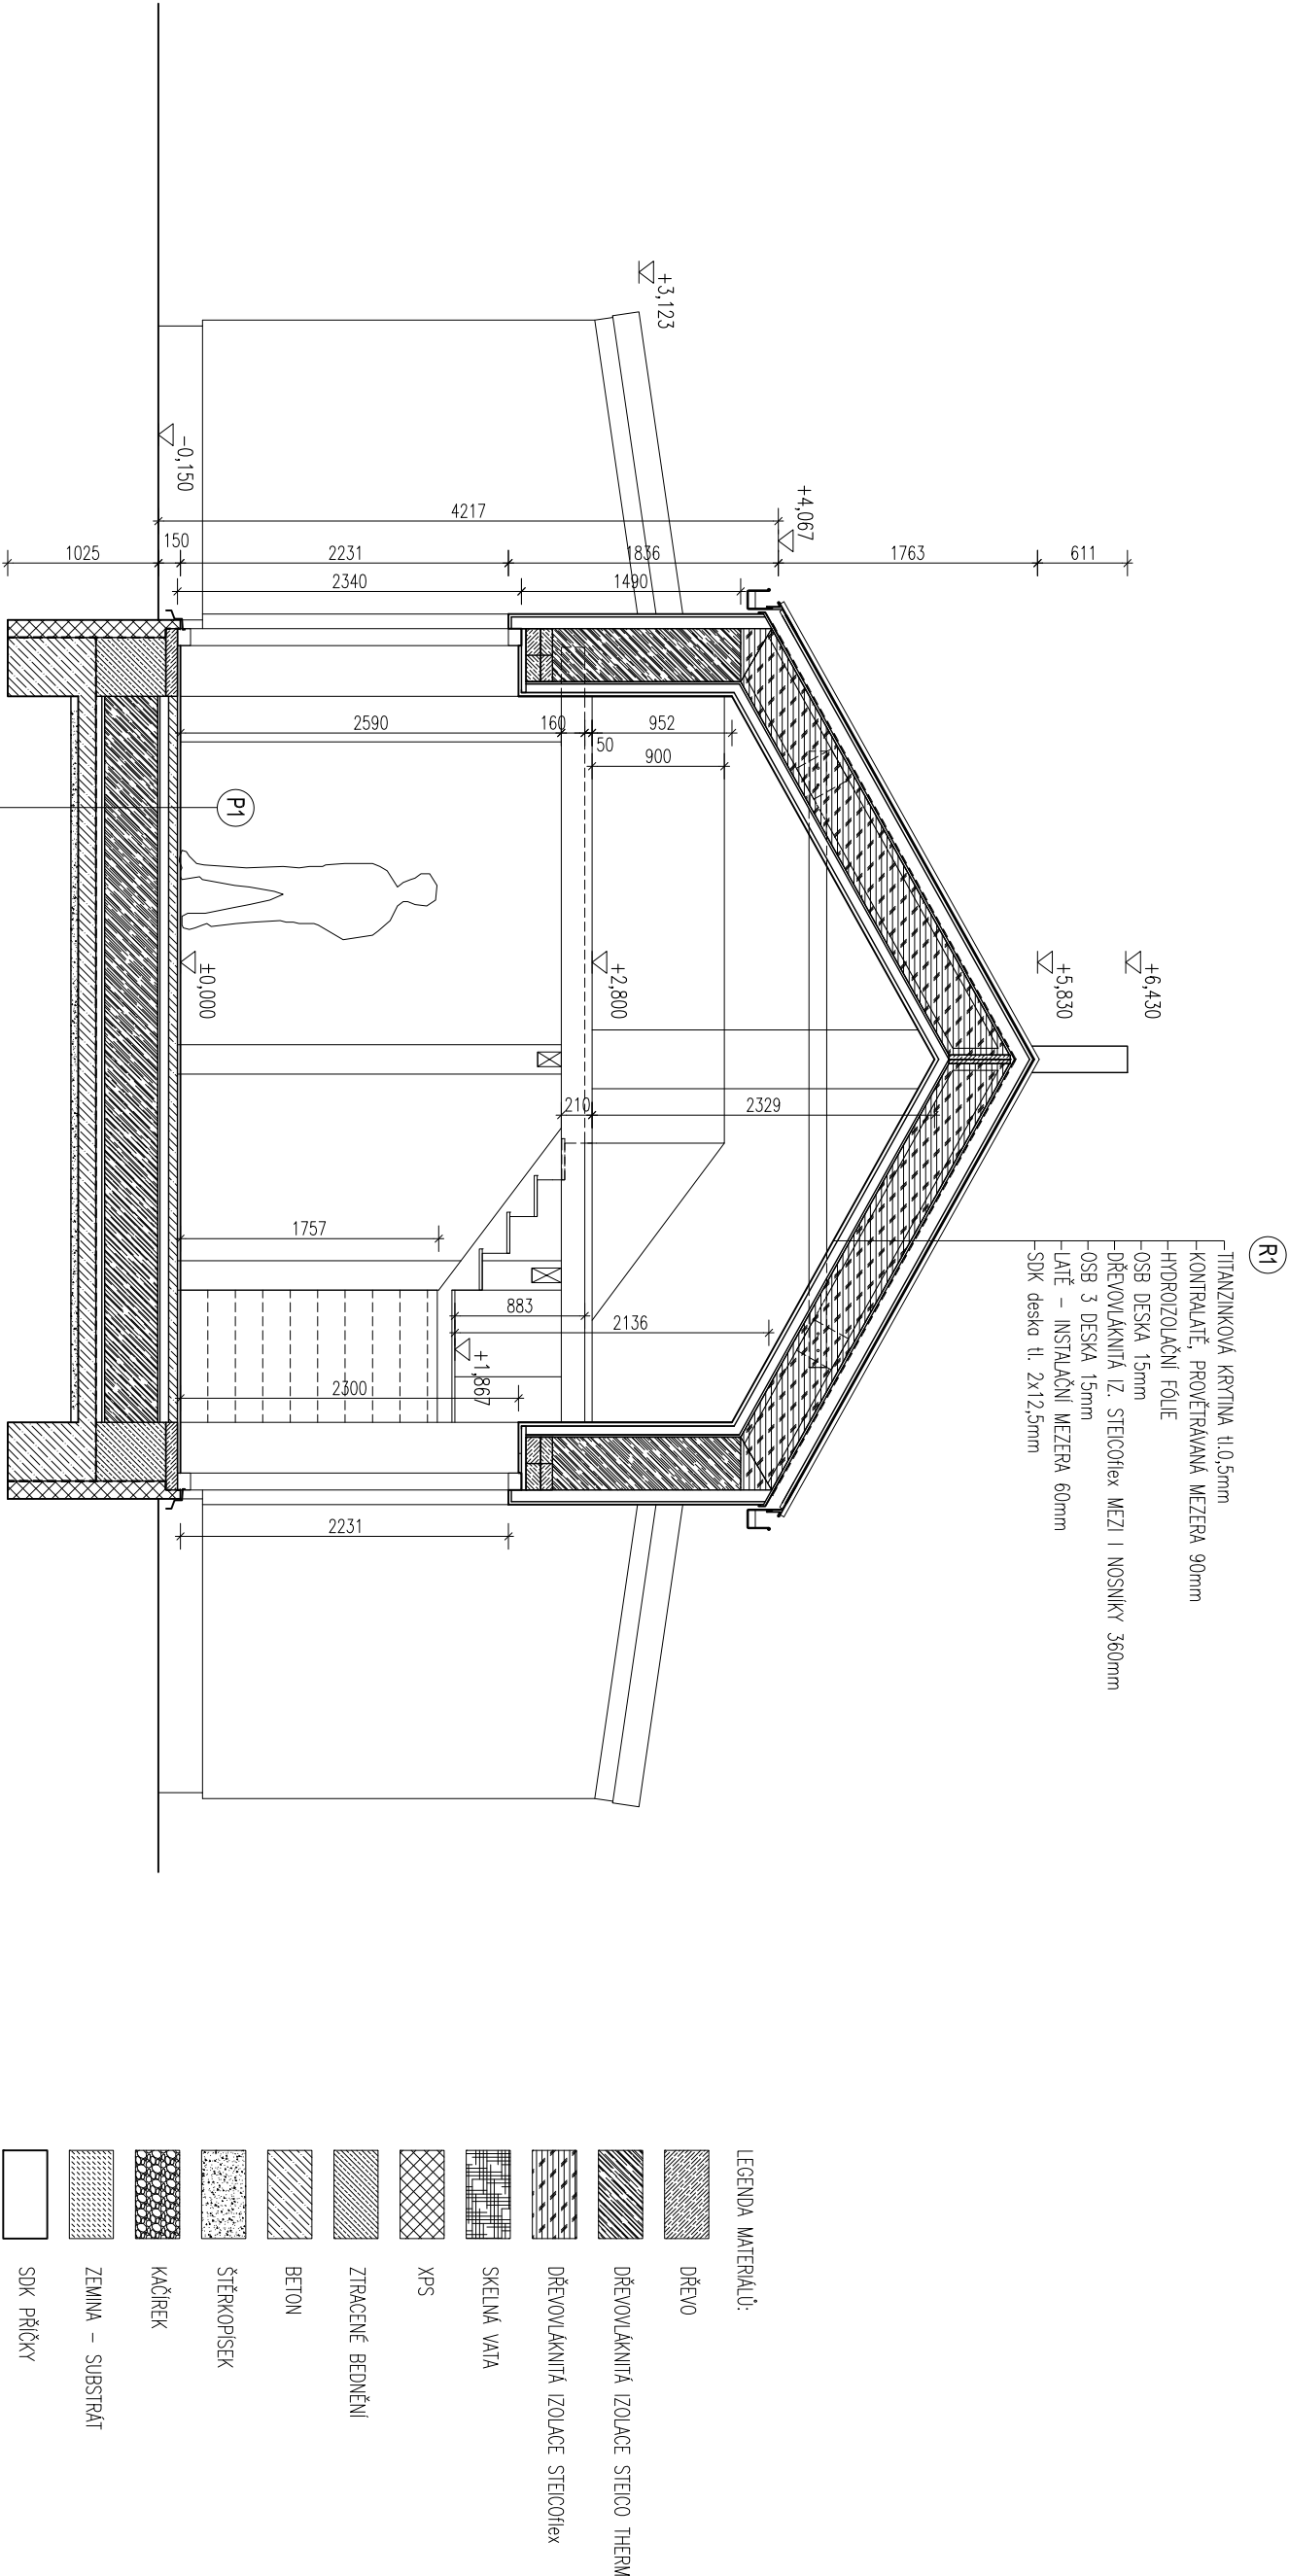 R1
TITANZINKOVÁ KRYTINA tl.0,5mm
KONTRALATĚ, PROVĚTRÁVANÁ MEZERA 90mm
HYDROIZOLAČNÍ FÓLIE
OSB DESKA 15mm
DŘEVOVLÁKNITÁ IZ. STEICOflex MEZI I NOSNÍKY 360mm
OSB 3 DESKA 15mm
LATĚ – INSTALAČNÍ MEZERA 60mm
SDK deska tl. 2x12,5mm
+6,430
+5,830
611
1763
+4,067
+3,123
1836
1490
4217
2231
2340
150
1025
-0,150
952
900
50
160
2590
+2,800
±0,000
P1
2329
210
1757
883
2136
+1,867
2300
2231
LEGENDA MATERIÁLŮ:
DŘEVO
DŘEVOVLÁKNITÁ IZOLACE STEICO THERM
DŘEVOVLÁKNITÁ IZOLACE STEICOflex
SKELNÁ VATA
XPS
ZTRACENÉ BEDNĚNÍ
BETON
ŠTĚRKOPÍSEK
KAČÍREK
ZEMINA – SUBSTRÁT
SDK PŘÍČKY